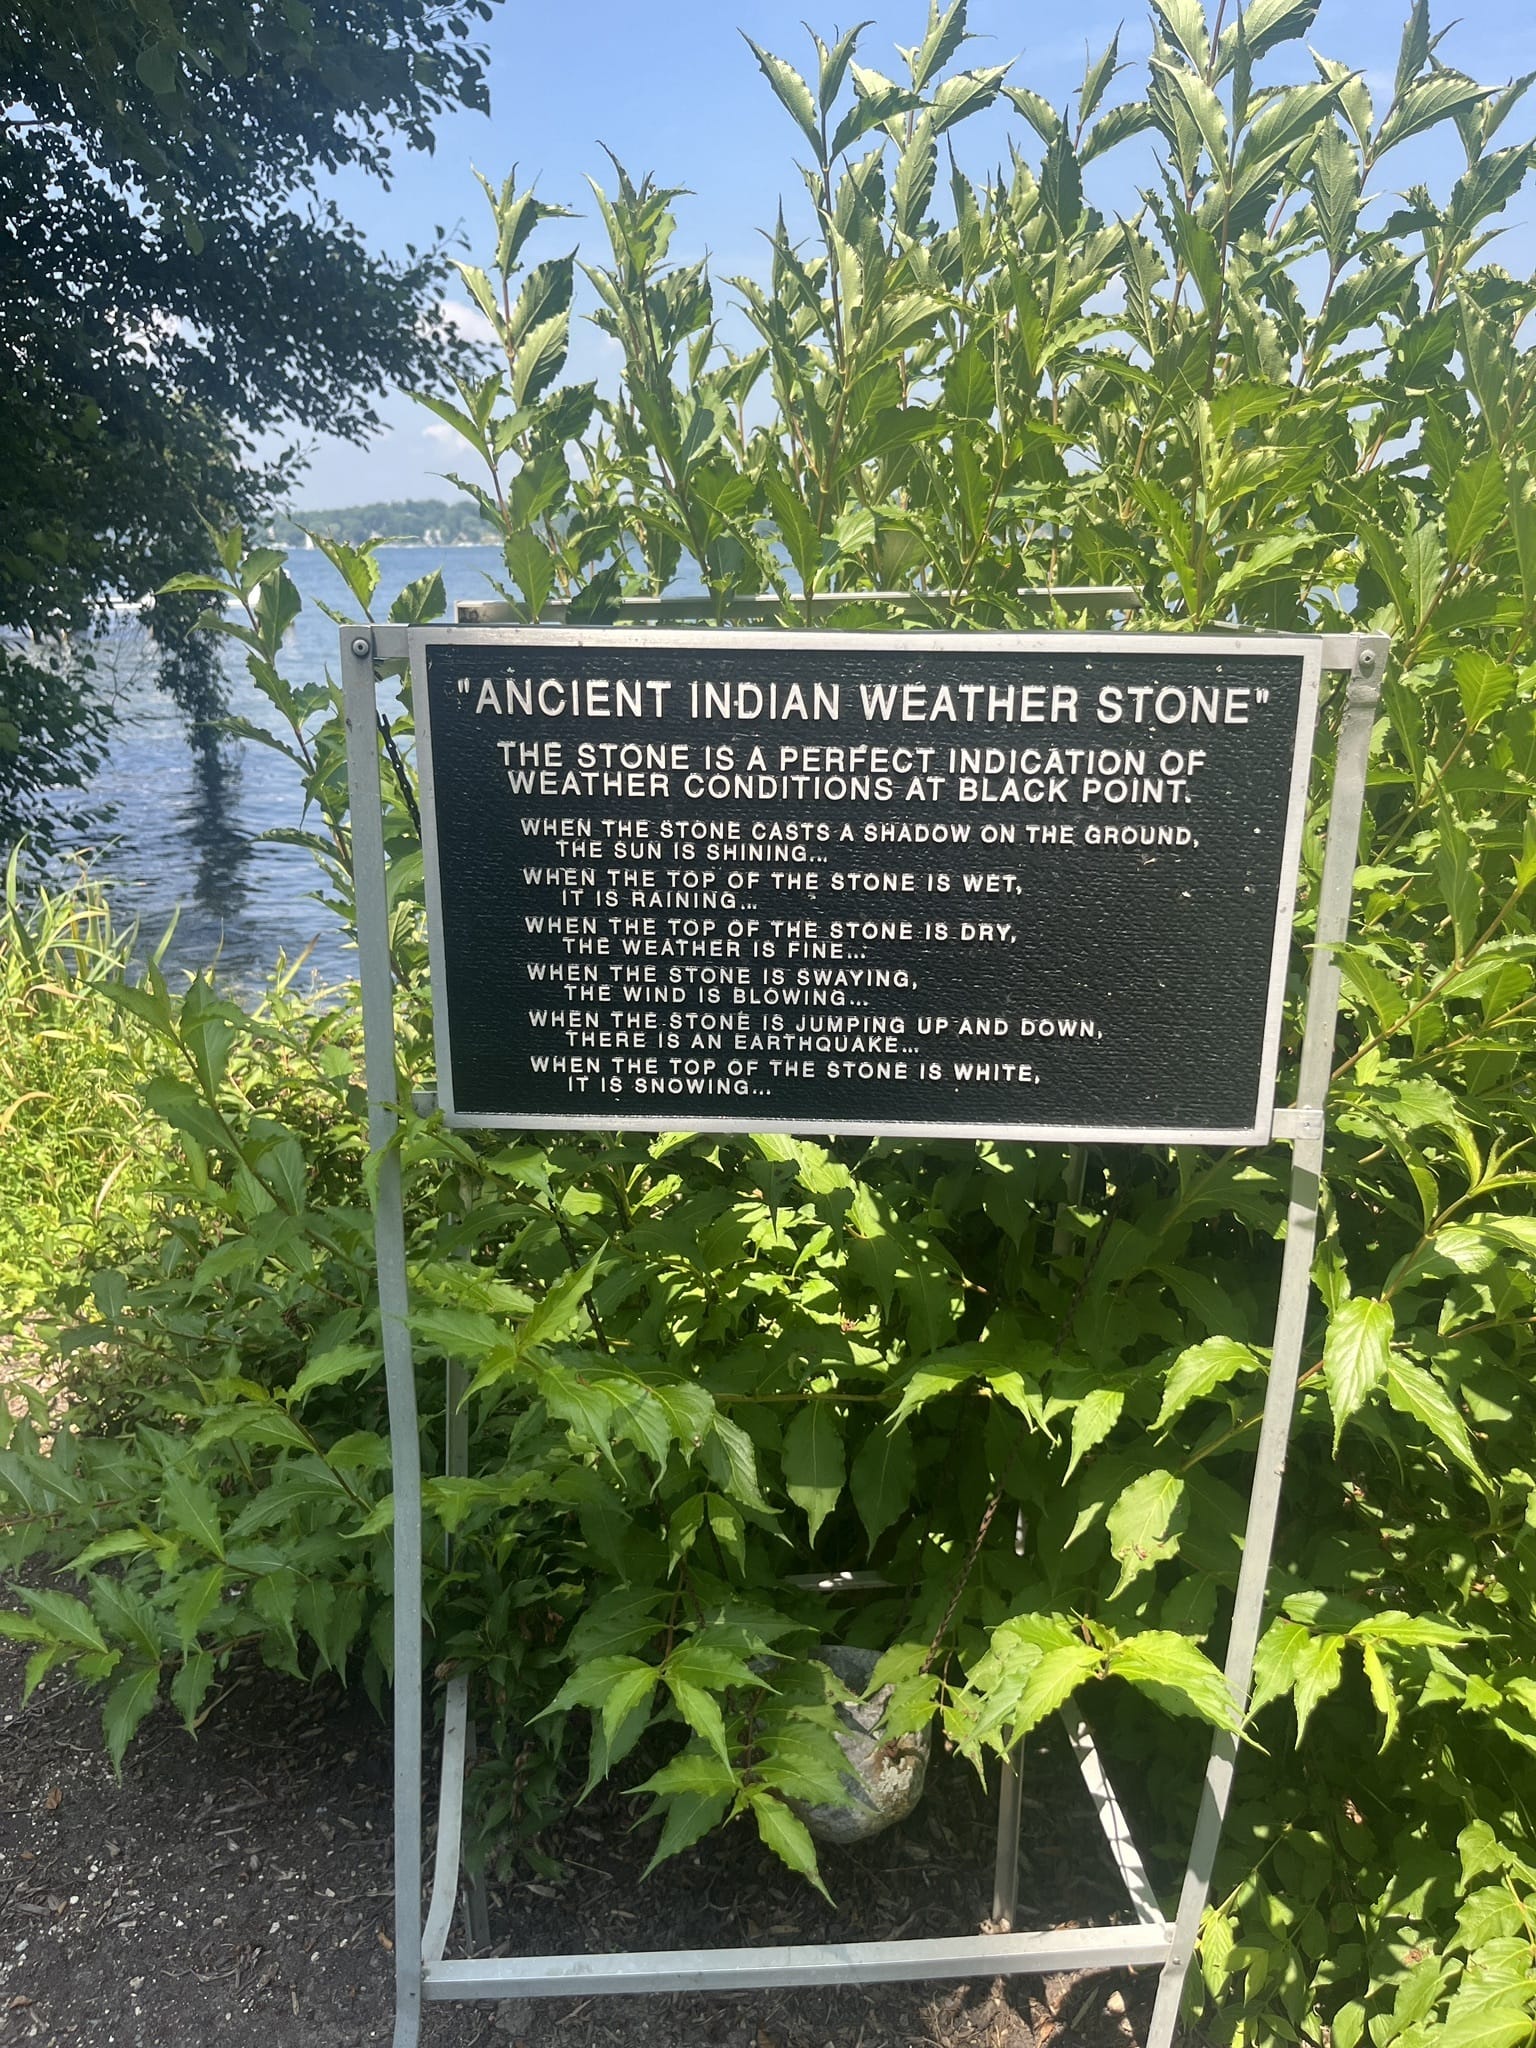 "ANCIENT INDIAN WEATHER STONE"
THE STONE IS A PERFECT INDICATION OF
WEATHER CONDITIONS AT BLACK POINT.
WHEN THE STONE CASTS A SHADOW ON THE GROUND,
THE SUN IS SHINING...
WHEN THE TOP OF THE STONE IS WET,
IT IS RAINING...
WHEN THE TOP OF THE STONE IS DRY,
THE WEATHER IS FINE...
WHEN THE STONE IS SWAYING,
THE WIND IS BLOWING...
WHEN THE STONE IS JUMPING UP AND DOWN,
THERE IS AN EARTHQUAKE...
WHEN THE TOP OF THE STONE IS WHITE,
IT IS SNOWING...